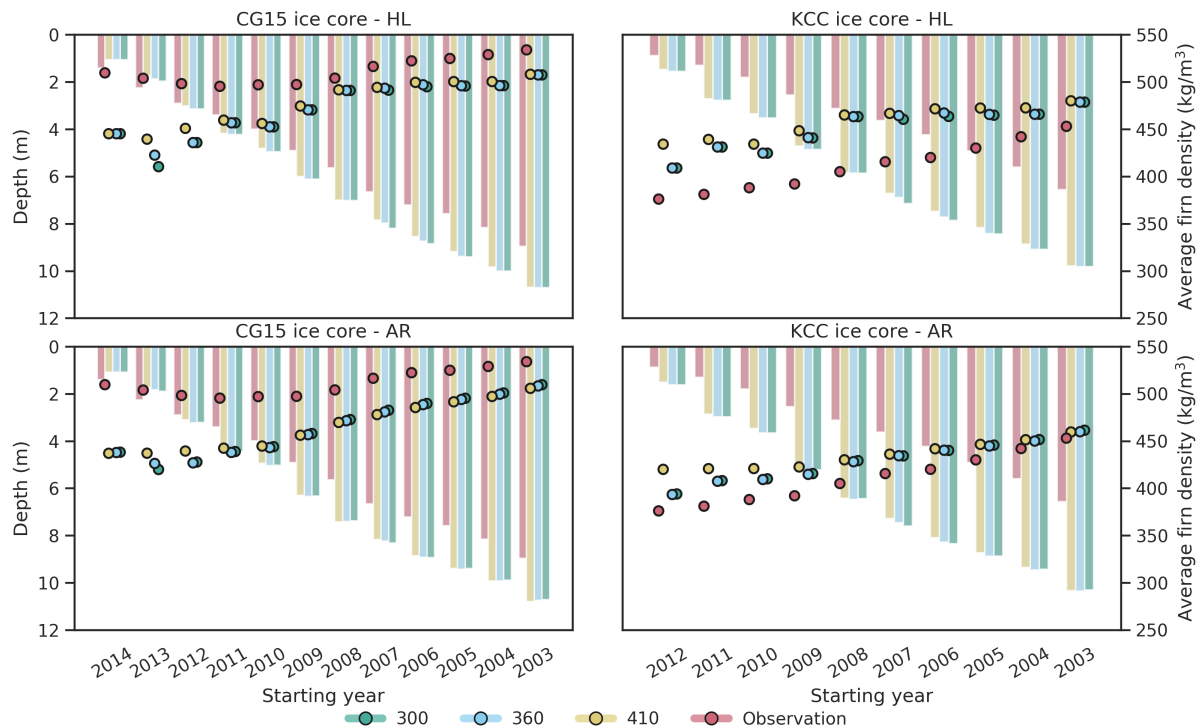 CG15 ice core - HL
KCC ice core - HL
0
2
4
6
8
10
12
Depth (m)
550
500
450
400
350
300
250
Average firn density (kg/m³)
CG15 ice core - AR
KCC ice core - AR
0
2
4
6
8
10
12
Depth (m)
550
500
450
400
350
300
250
Average firn density (kg/m³)
2014 2013 2012 2011 2010 2009 2008 2007 2006 2005 2004 2003
2012 2011 2010 2009 2008 2007 2006 2005 2004 2003
Starting year
Starting year
300 360 410 Observation